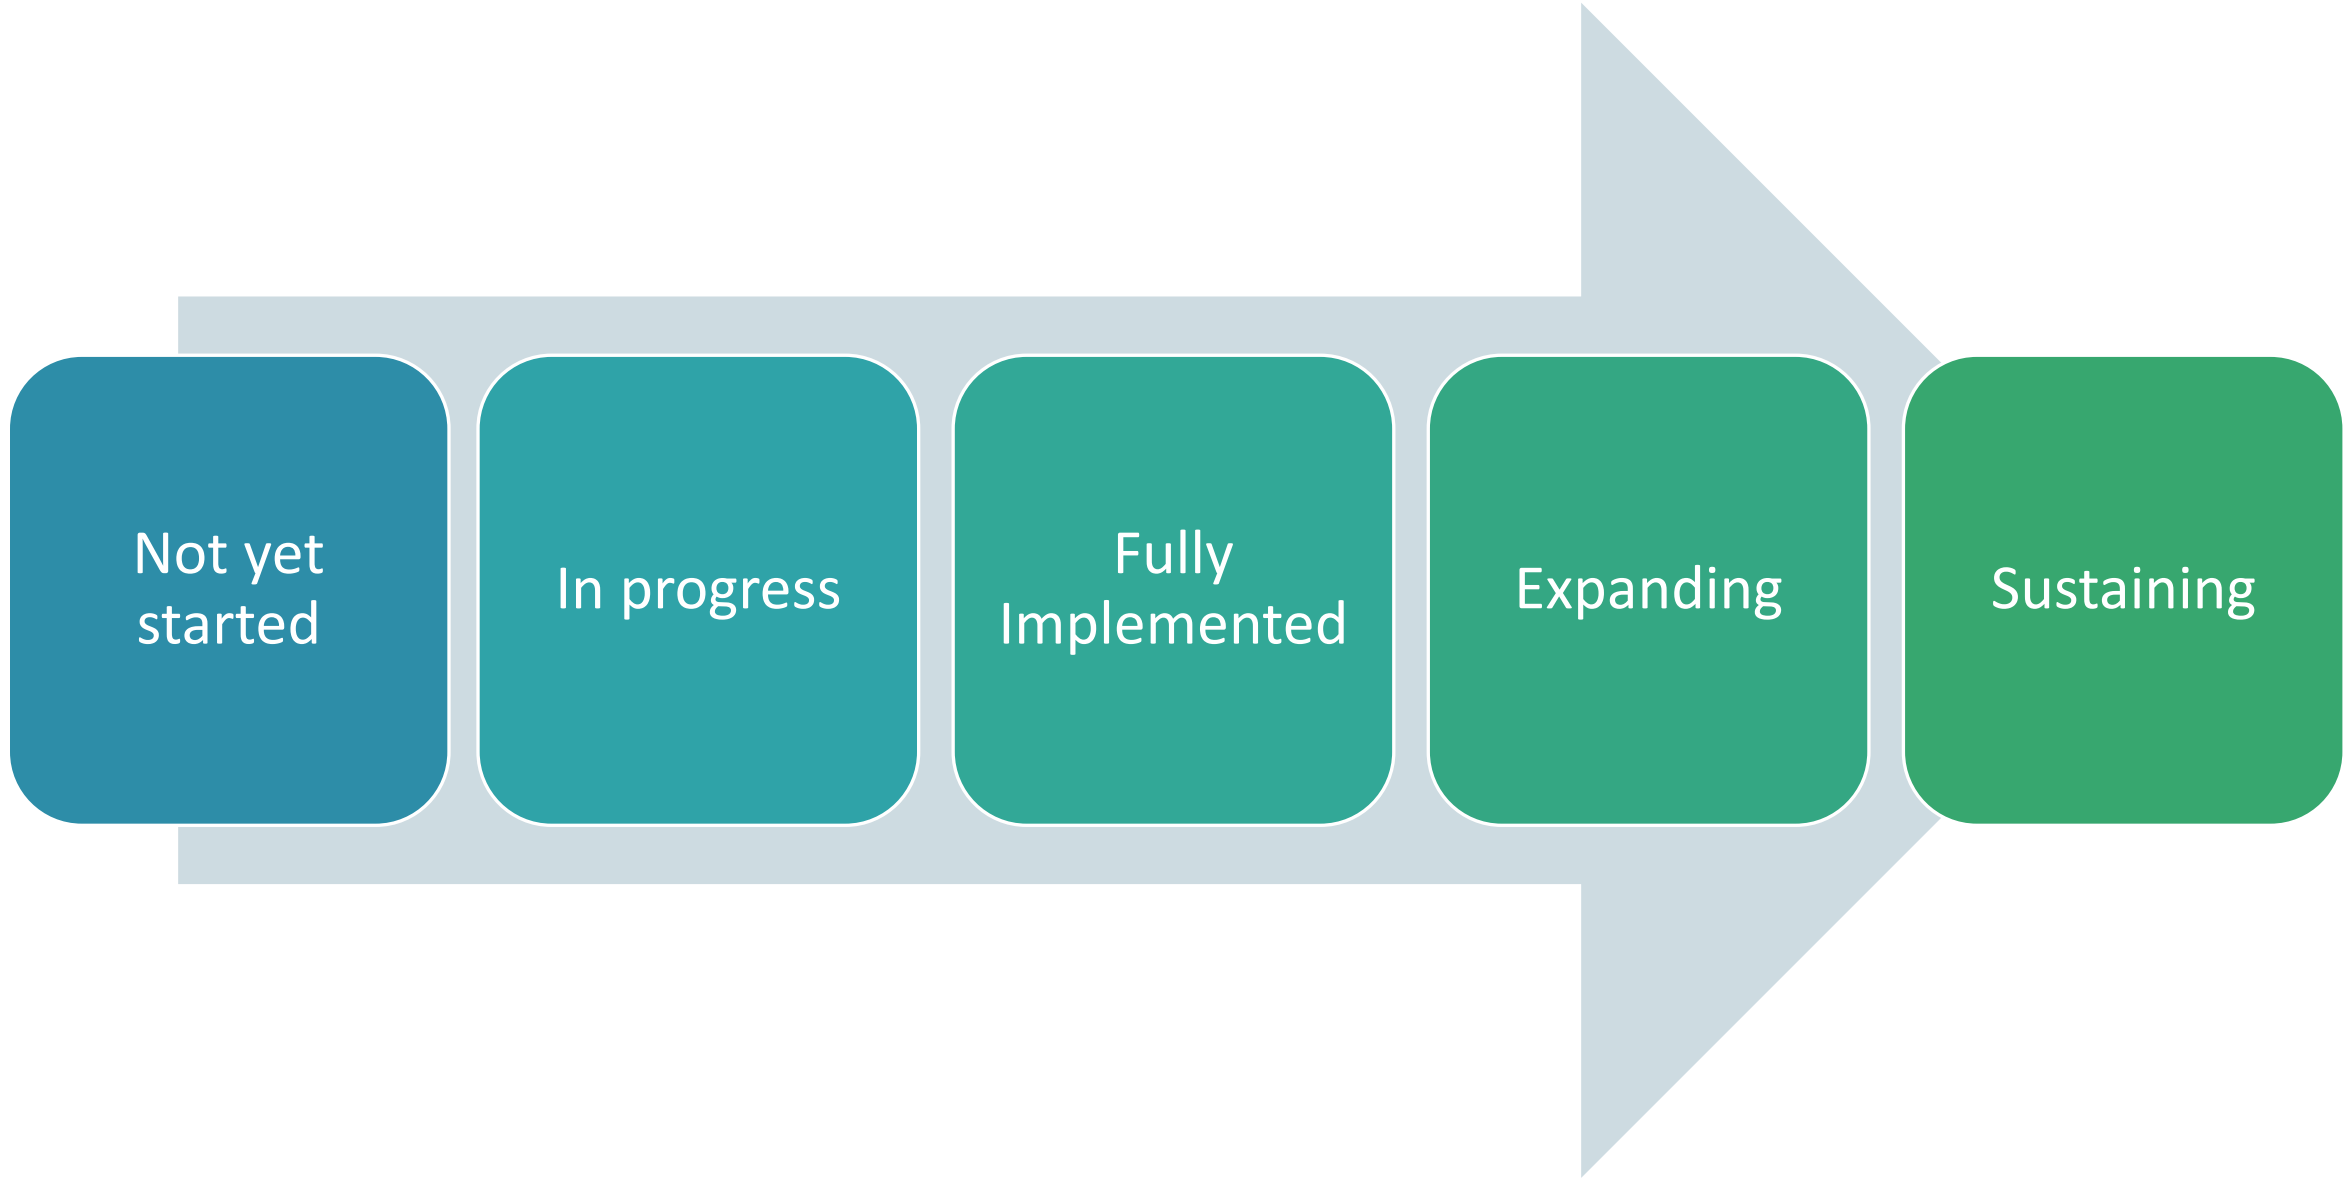 Not yet
started
In progress
Fully
Implemented
Expanding
Sustaining